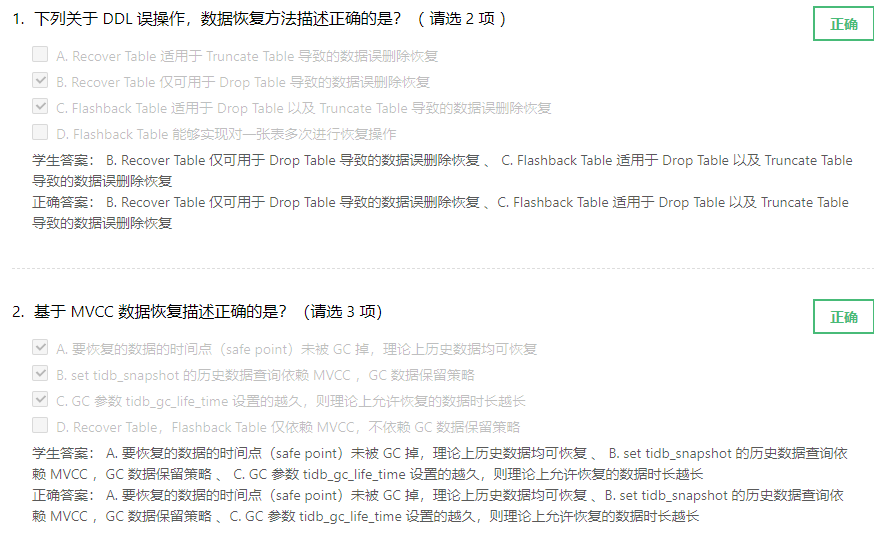 1. 下列关于 DDL 误操作，数据恢复方法描述正确的是？（ 请选 2 项 ）
正确
A. Recover Table 适用于 Truncate Table 导致的数据误删除恢复
B. Recover Table 仅可用于 Drop Table 导致的数据误删除恢复
C. Flashback Table 适用于 Drop Table 以及 Truncate Table 导致的数据误删除恢复
D. Flashback Table 能够实现对一张表多次进行恢复操作
学生答案： B. Recover Table 仅可用于 Drop Table 导致的数据误删除恢复 、 C. Flashback Table 适用于 Drop Table 以及 Truncate Table
导致的数据误删除恢复
正确答案： B. Recover Table 仅可用于 Drop Table 导致的数据误删除恢复 、C. Flashback Table 适用于 Drop Table 以及 Truncate Table
导致的数据误删除恢复
2. 基于 MVCC 数据恢复描述正确的是？（请选 3 项）
正确
A. 要恢复的数据的时间点（safe point）未被 GC 掉，理论上历史数据均可恢复
B. set tidb_snapshot 的历史数据查询依赖 MVCC ，GC 数据保留策略
C. GC 参数 tidb_gc_life_time 设置的越久，则理论上允许恢复的数据时长越长
D. Recover Table，Flashback Table 仅依赖 MVCC，不依赖 GC 数据保留策略
学生答案： A. 要恢复的数据的时间点（safe point）未被 GC 掉，理论上历史数据均可恢复 、 B. set tidb_snapshot 的历史数据查询依
赖 MVCC ，GC 数据保留策略 、 C. GC 参数 tidb_gc_life_time 设置的越久，则理论上允许恢复的数据时长越长
正确答案： A. 要恢复的数据的时间点（safe point）未被 GC 掉，理论上历史数据均可恢复 、B. set tidb_snapshot 的历史数据查询依
赖 MVCC ，GC 数据保留策略 、C. GC 参数 tidb_gc_life_time 设置的越久，则理论上允许恢复的数据时长越长